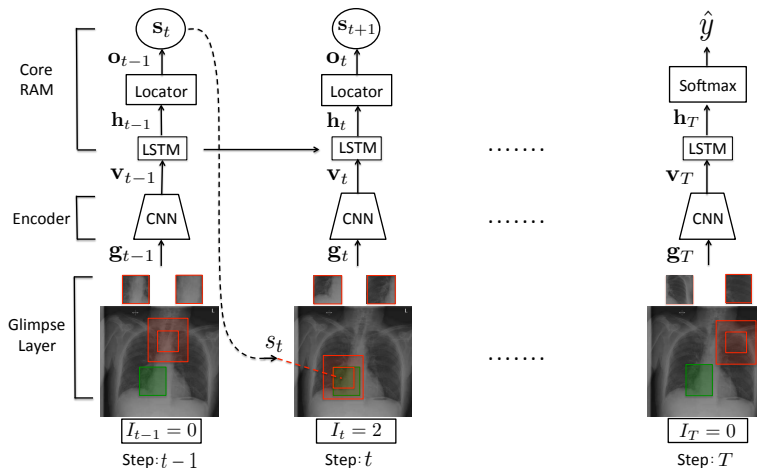 s_t s_{t+1} ŷ
o_{t−1} o_t
Core RAM
Locator Locator Softmax
h_{t−1} h_t h_T
LSTM LSTM ....... LSTM
v_{t−1} v_t v_T
Encoder CNN CNN ....... CNN
g_{t−1} g_t g_T
L L
Glimpse Layer
s_t
.......
I_{t−1} = 0 I_t = 2 I_T = 0
Step: t − 1 Step: t Step: T